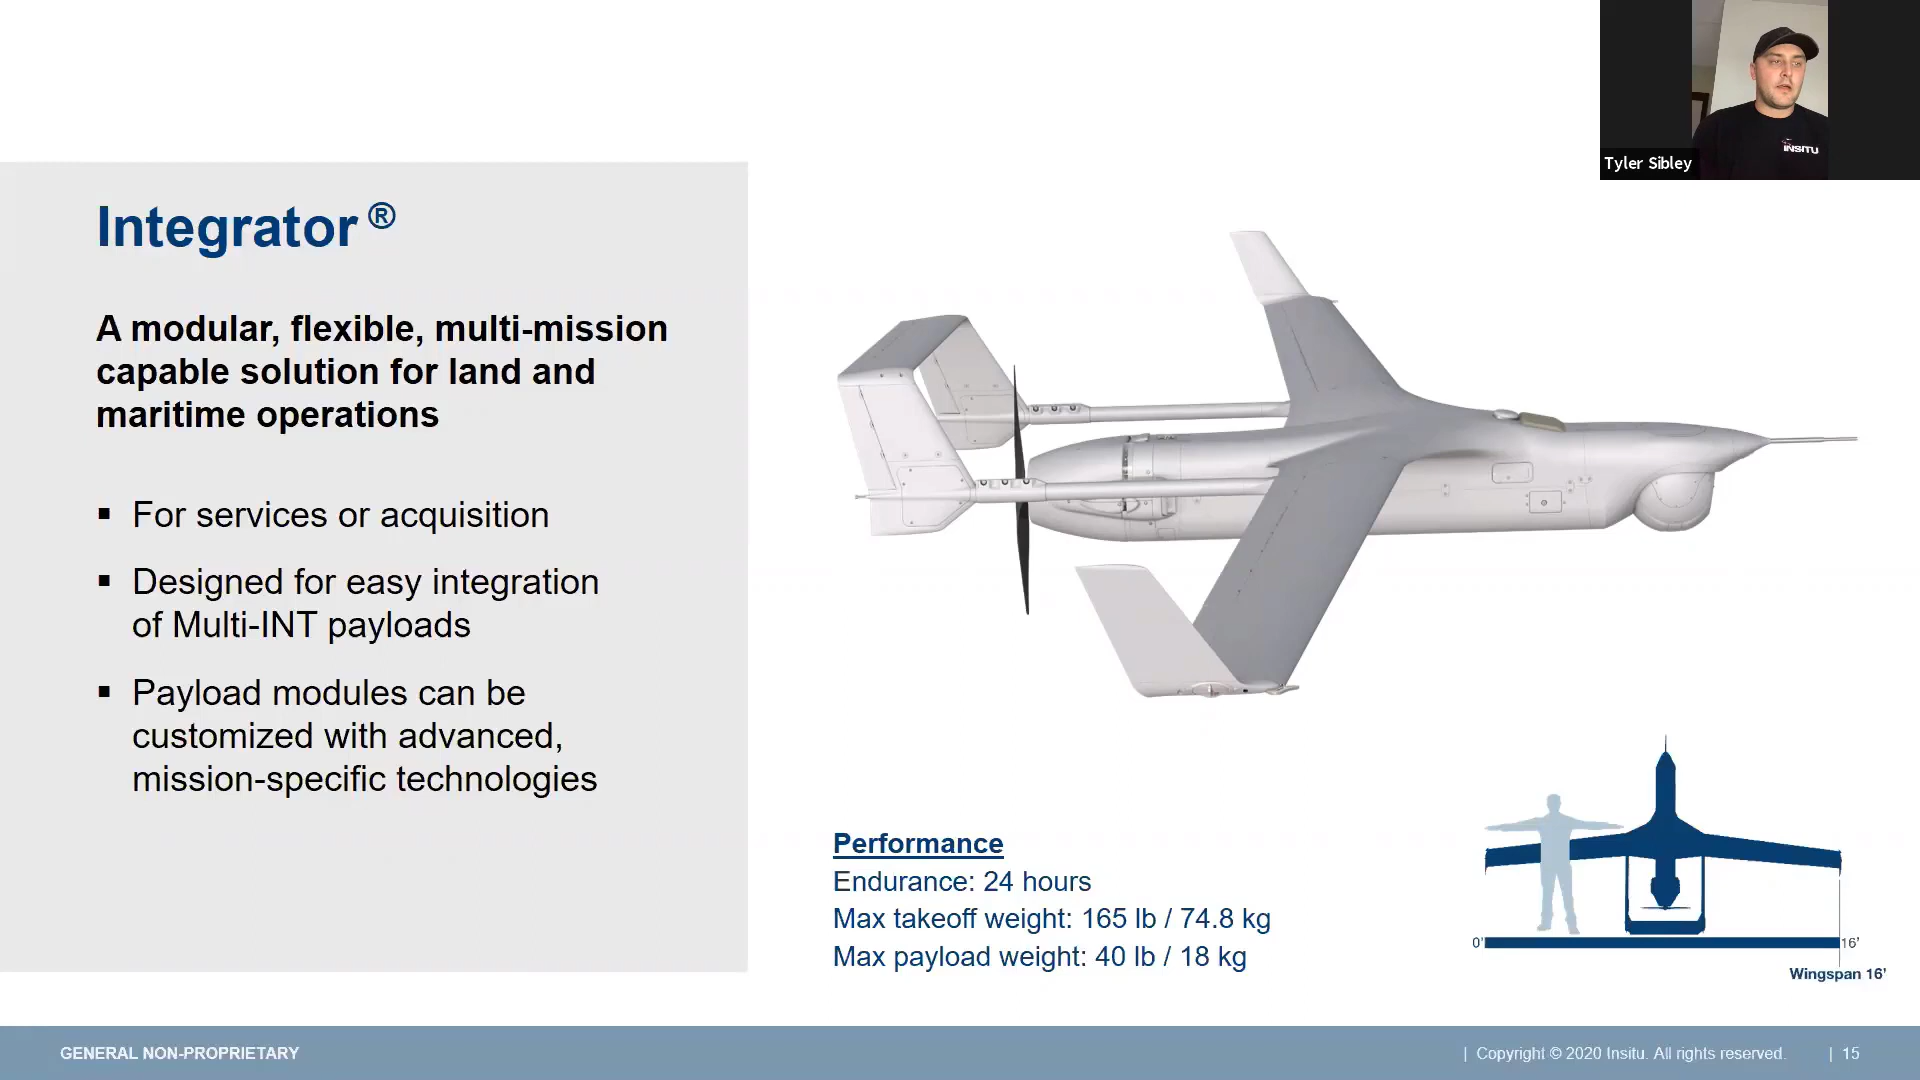 INSITU
Tyler Sibley
Integrator ®
A modular, flexible, multi-mission
capable solution for land and
maritime operations
▪ For services or acquisition
▪ Designed for easy integration
of Multi-INT payloads
▪ Payload modules can be
customized with advanced,
mission-specific technologies
Performance
Endurance: 24 hours
Max takeoff weight: 165 lb / 74.8 kg
Max payload weight: 40 lb / 18 kg
0' 16'
Wingspan 16'
GENERAL NON-PROPRIETARY
| Copyright © 2020 Insitu. All rights reserved. | 15